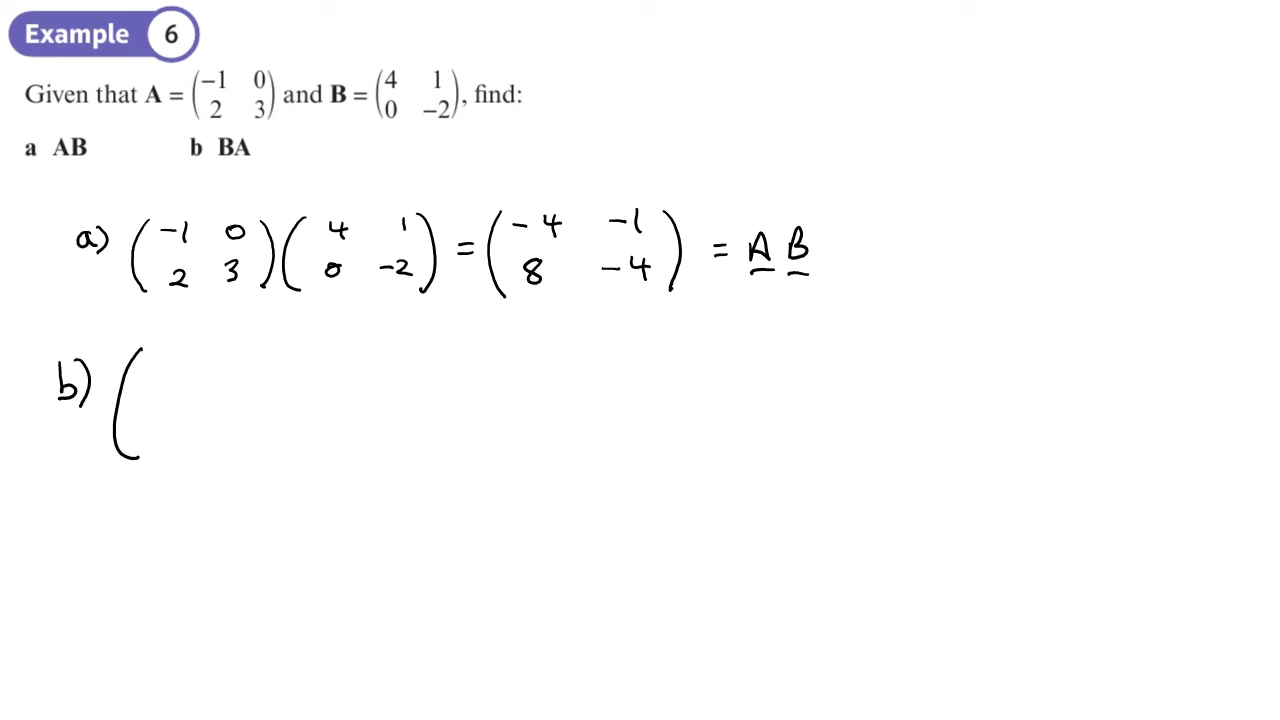 Example 6
Given that A = (−1 0 / 2 3) and B = (4 1 / 0 −2), find:
a AB b BA
a) (−1 0 / 2 3)(4 1 / 0 −2) = (−4 −1 / 8 −4) = A B
b) (